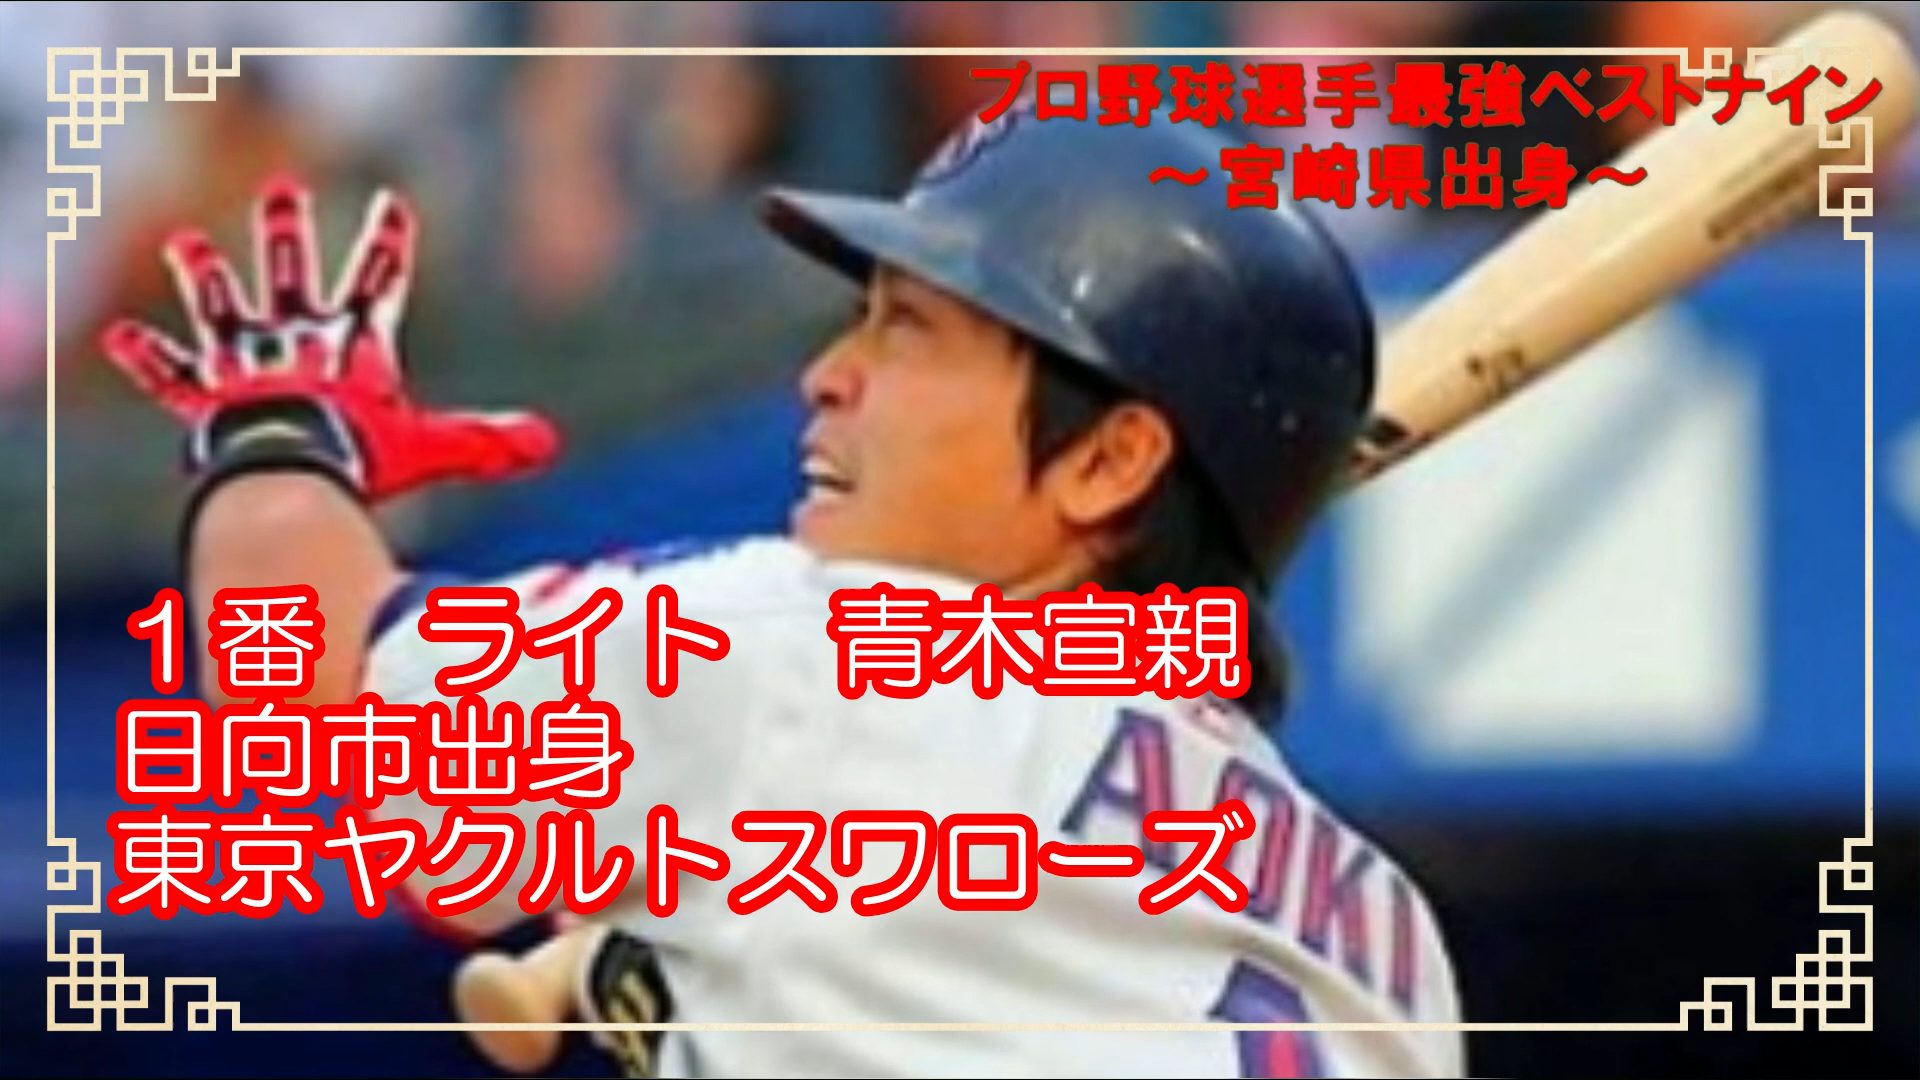 プロ野球選手最強ベストナイン
～宮崎県出身～
１番　ライト　青木宣親
日向市出身
東京ヤクルトスワローズ
AOKI